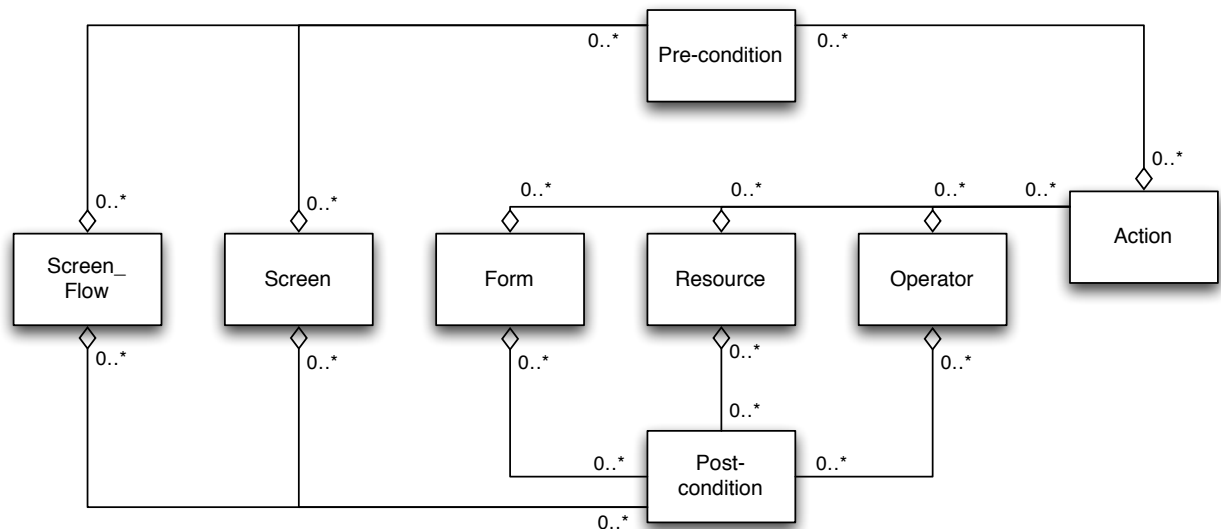 Pre-condition
0..*
0..*
0..*
0..*
0..*
0..*
0..*
0..*
0..*
Screen_
Flow
Screen
Form
Resource
Operator
Action
0..*
0..*
0..*
0..*
0..*
0..*
0..*
0..*
Post-
condition
0..*